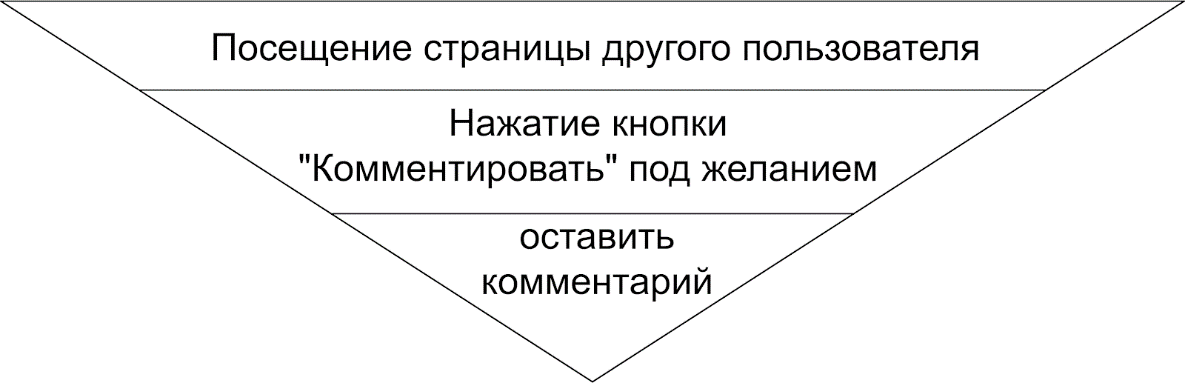 Посещение страницы другого пользователя
Нажатие кнопки
"Комментировать" под желанием
оставить
комментарий